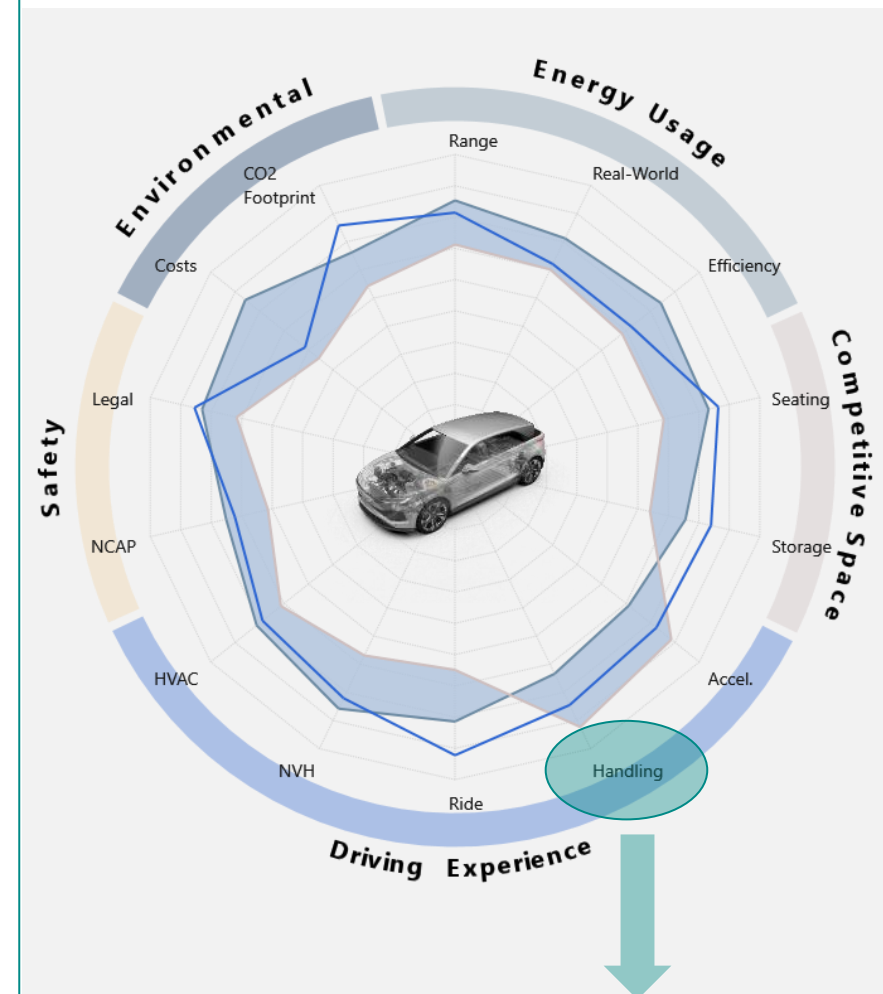 Energy Usage
Environmental
Range
CO2
Footprint
Real-World
Costs
Efficiency
Competitive Space
Legal
Seating
Safety
NCAP
Storage
HVAC
Accel.
NVH
Handling
Ride
Driving Experience